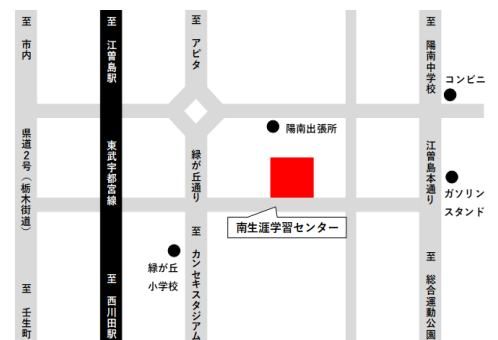 至 市内
県道2号（栃木街道）
至 壬生町
至 江曽島駅
東武宇都宮線
至 西川田駅
至 アピタ
緑が丘通り
至 カンセキスタジアム
至 陽南中学校
江曽島本通り
至 総合運動公園
コンビニ
陽南出張所
ガソリン
スタンド
南生涯学習センター
緑が丘
小学校